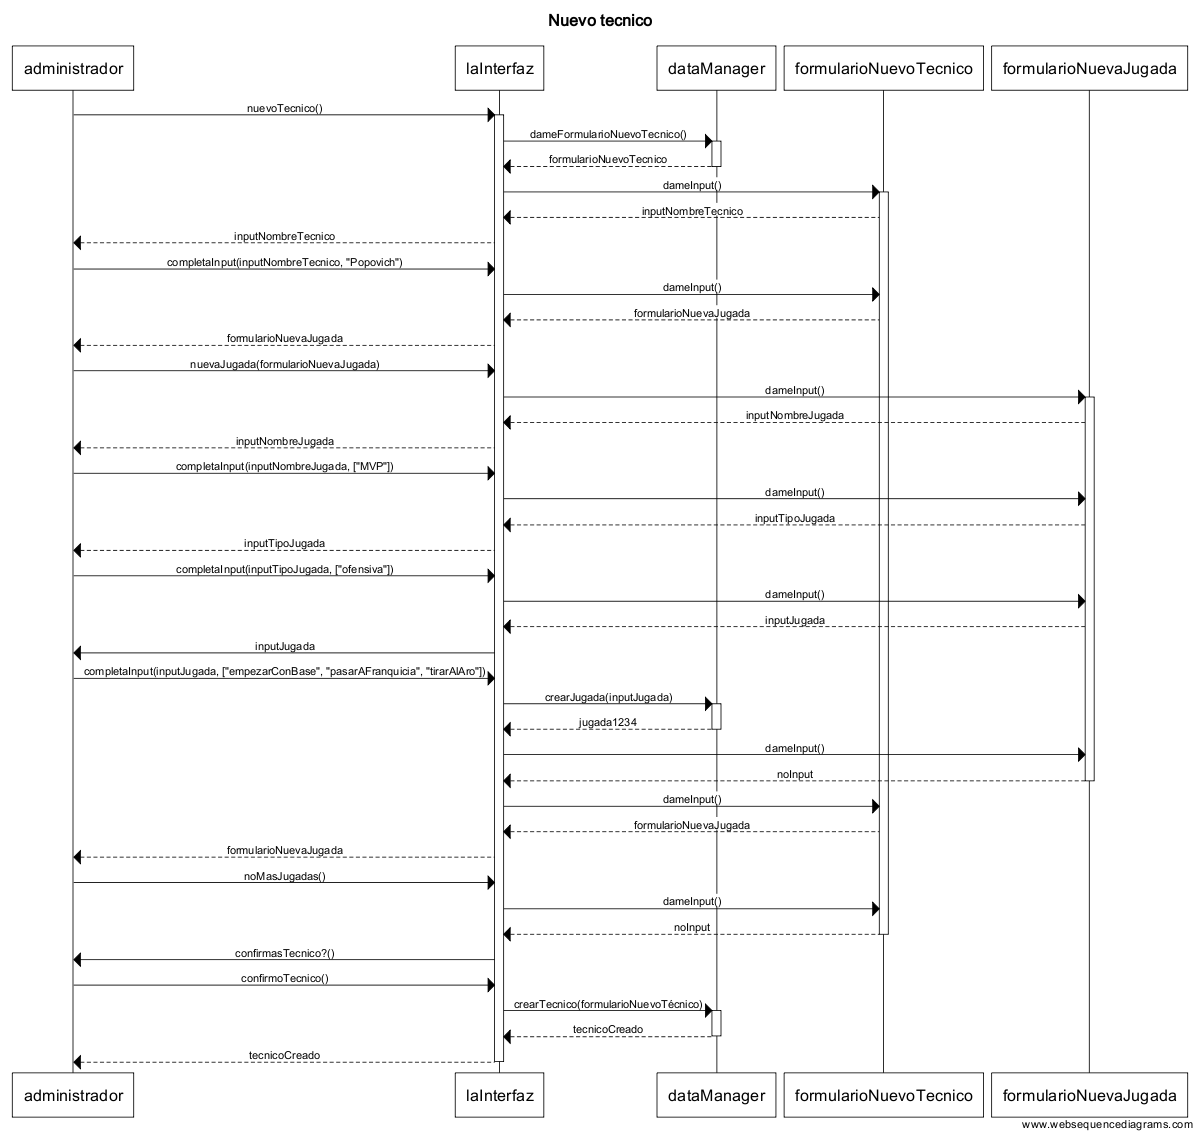 Nuevo tecnico
administrador
laInterfaz
dataManager
formularioNuevoTecnico
formularioNuevaJugada
nuevoTecnico()
dameFormularioNuevoTecnico()
formularioNuevoTecnico
dameInput()
inputNombreTecnico
inputNombreTecnico
completaInput(inputNombreTecnico, "Popovich")
dameInput()
formularioNuevaJugada
formularioNuevaJugada
nuevaJugada(formularioNuevaJugada)
dameInput()
inputNombreJugada
inputNombreJugada
completaInput(inputNombreJugada, ["MVP"])
dameInput()
inputTipoJugada
inputTipoJugada
completaInput(inputTipoJugada, ["ofensiva"])
dameInput()
inputJugada
inputJugada
completaInput(inputJugada, ["empezarConBase", "pasarAFranquicia", "tirarAlAro"])
crearJugada(inputJugada)
jugada1234
dameInput()
noInput
dameInput()
formularioNuevaJugada
formularioNuevaJugada
noMasJugadas()
dameInput()
noInput
confirmasTecnico?()
confirmoTecnico()
crearTecnico(formularioNuevoTécnico)
tecnicoCreado
tecnicoCreado
administrador
laInterfaz
dataManager
formularioNuevoTecnico
formularioNuevaJugada
www.websequencediagrams.com